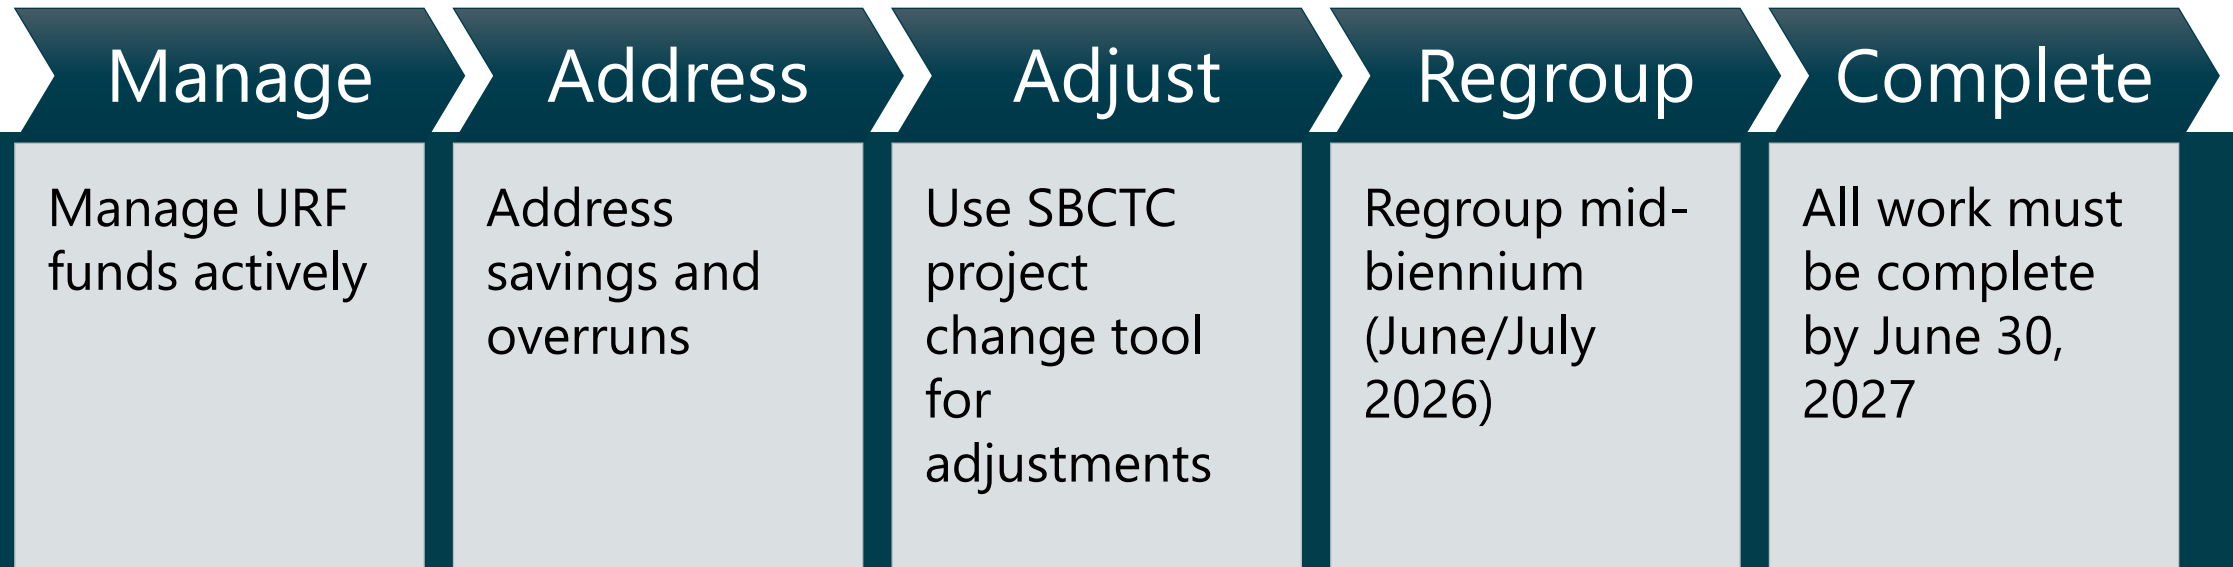 Manage
Address
Adjust
Regroup
Complete
Manage URF
funds actively
Address
savings and
overruns
Use SBCTC
project
change tool
for
adjustments
Regroup mid-
biennium
(June/July
2026)
All work must
be complete
by June 30,
2027